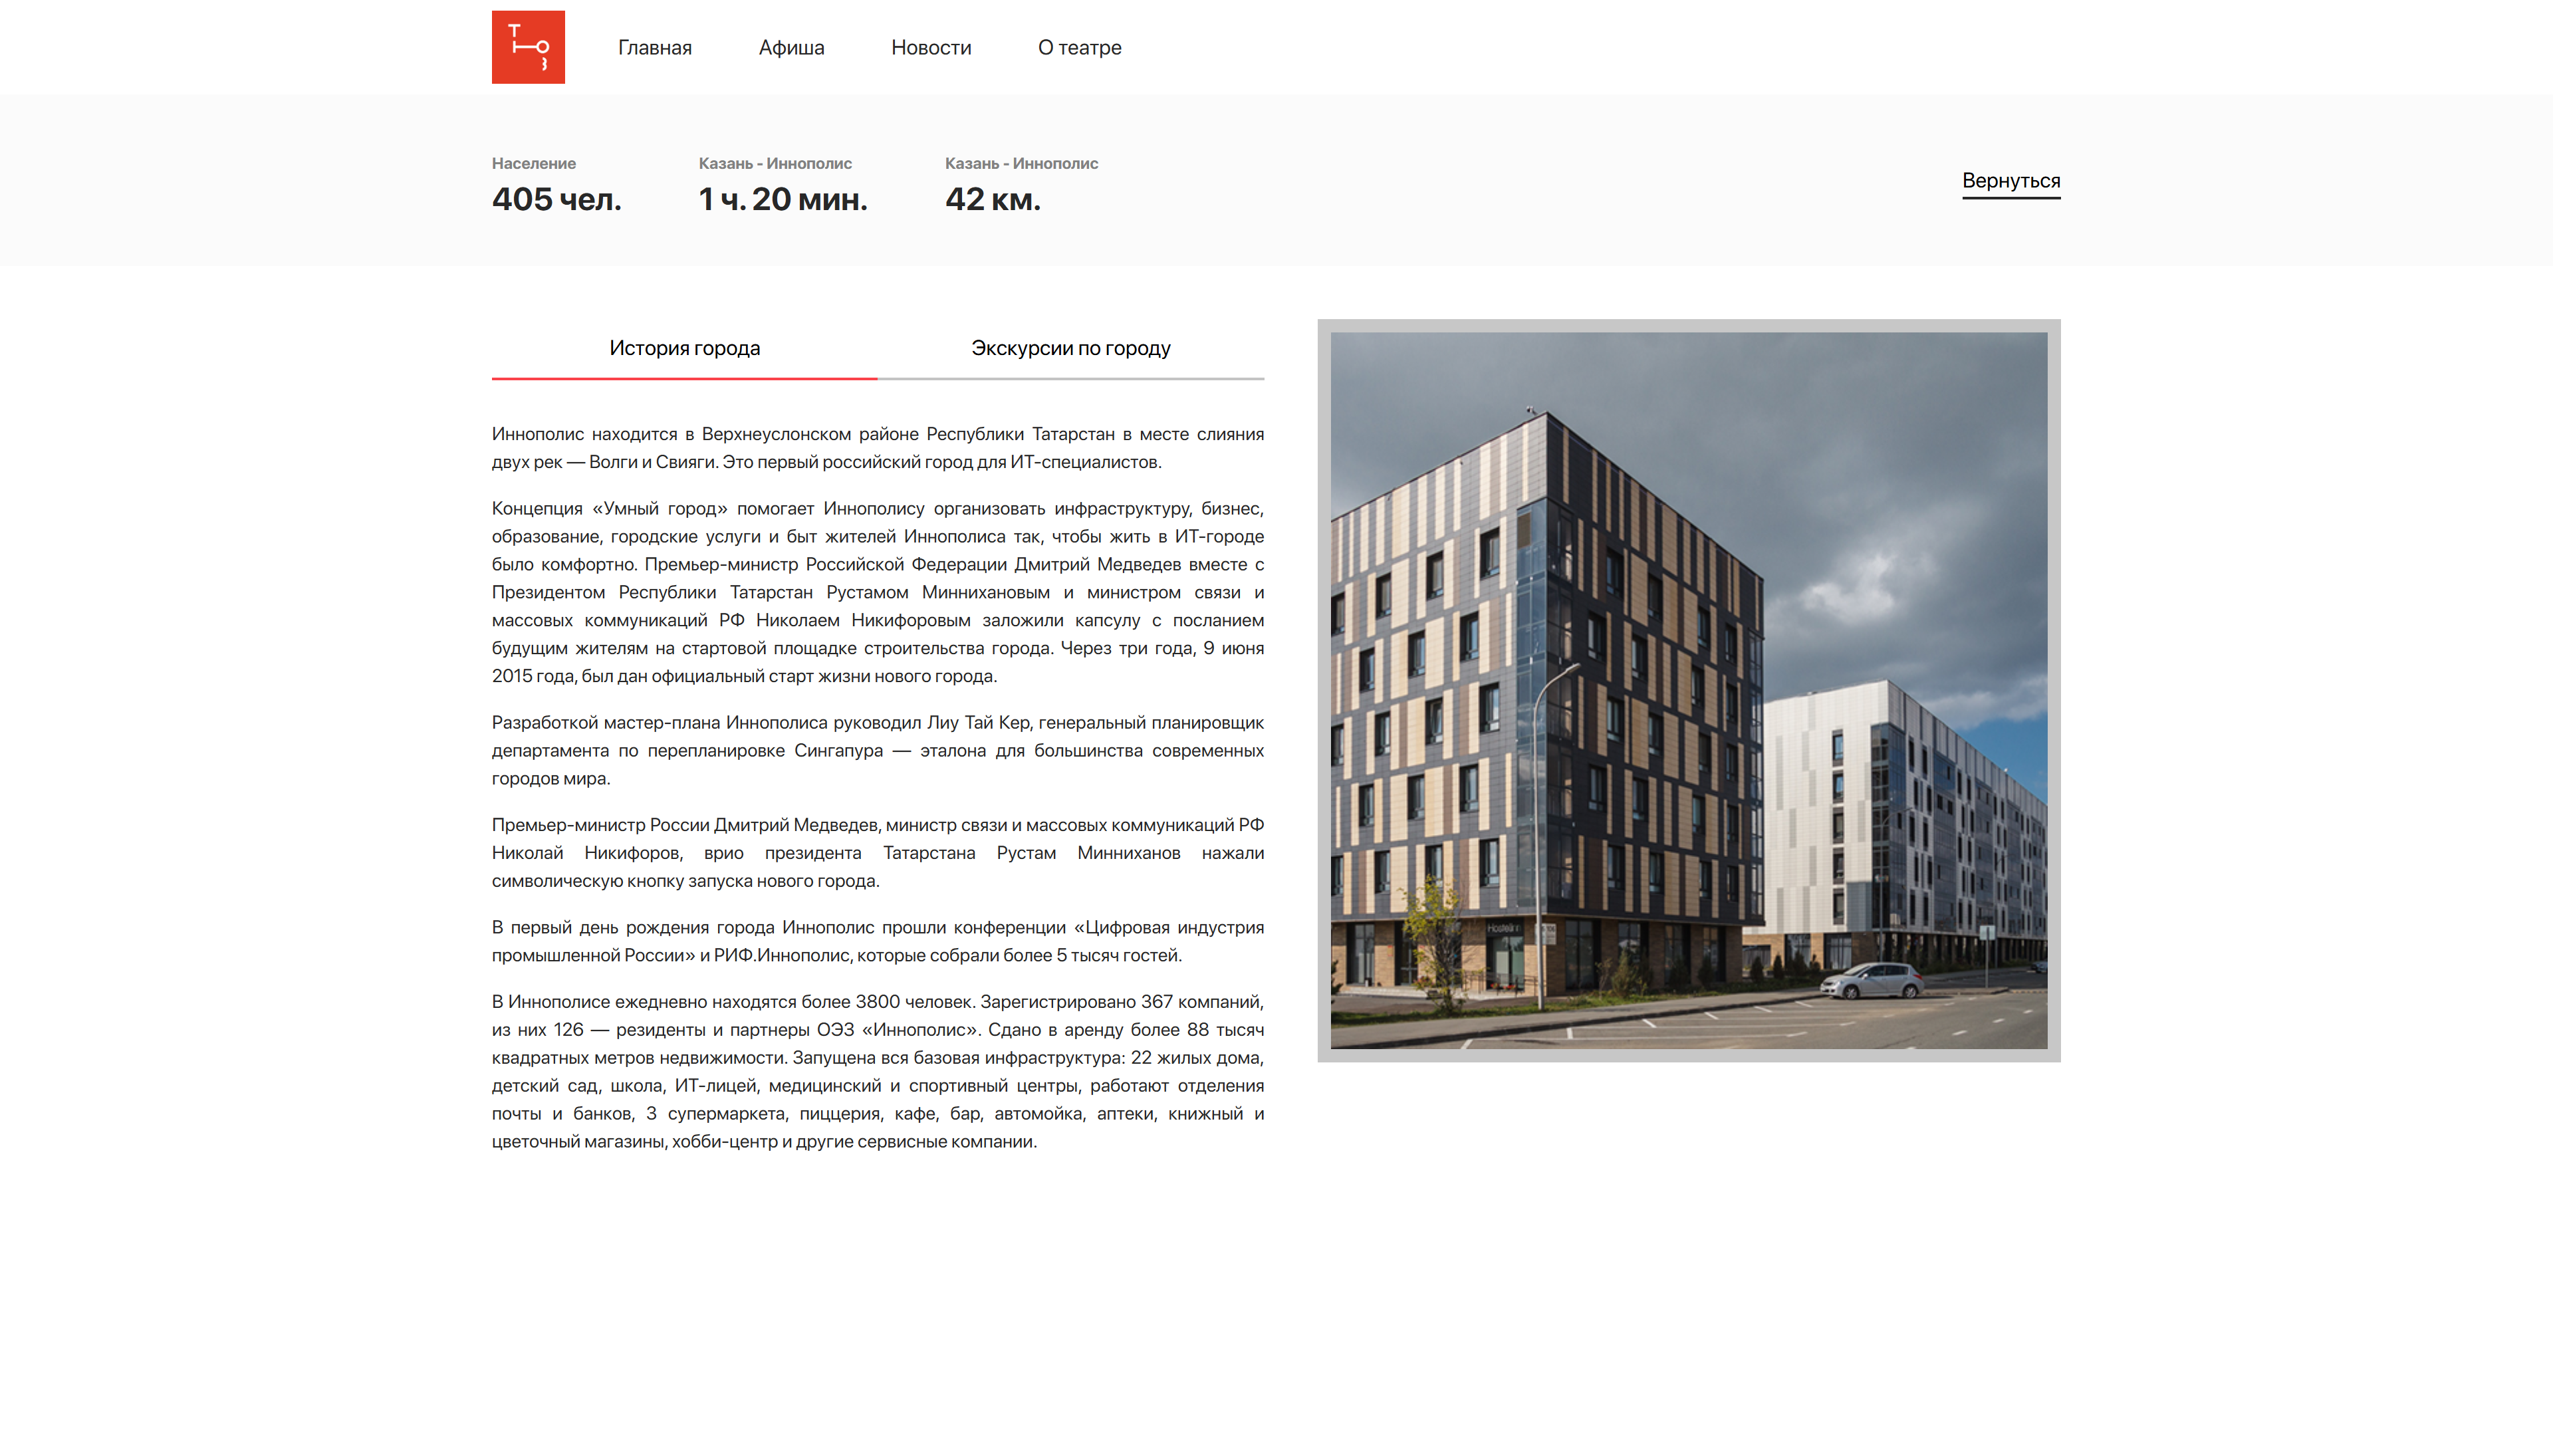 Т
Ю
З
Главная
Афиша
Новости
О театре
Население
405 чел.
Казань - Иннополис
1 ч. 20 мин.
Казань - Иннополис
42 км.
Вернуться
История города
Экскурсии по городу
Иннополис находится в Верхнеуслонском районе Республики Татарстан в месте слияния
двух рек — Волги и Свияги. Это первый российский город для ИТ-специалистов.
Концепция «Умный город» помогает Иннополису организовать инфраструктуру, бизнес,
образование, городские услуги и быт жителей Иннополиса так, чтобы жить в ИТ-городе
было комфортно. Премьер-министр Российской Федерации Дмитрий Медведев вместе с
Президентом Республики Татарстан Рустамом Миннихановым и министром связи и
массовых коммуникаций РФ Николаем Никифоровым заложили капсулу с посланием
будущим жителям на стартовой площадке строительства города. Через три года, 9 июня
2015 года, был дан официальный старт жизни нового города.
Разработкой мастер-плана Иннополиса руководил Лиу Тай Кер, генеральный планировщик
департамента по перепланировке Сингапура — эталона для большинства современных
городов мира.
Премьер-министр России Дмитрий Медведев, министр связи и массовых коммуникаций РФ
Николай Никифоров, врио президента Татарстана Рустам Минниханов нажали
символическую кнопку запуска нового города.
В первый день рождения города Иннополис прошли конференции «Цифровая индустрия
промышленной России» и РИФ.Иннополис, которые собрали более 5 тысяч гостей.
В Иннополисе ежедневно находятся более 3800 человек. Зарегистрировано 367 компаний,
из них 126 — резиденты и партнеры ОЭЗ «Иннополис». Сдано в аренду более 88 тысяч
квадратных метров недвижимости. Запущена вся базовая инфраструктура: 22 жилых дома,
детский сад, школа, ИТ-лицей, медицинский и спортивный центры, работают отделения
почты и банков, 3 супермаркета, пиццерия, кафе, бар, автомойка, аптеки, книжный и
цветочный магазины, хобби-центр и другие сервисные компании.